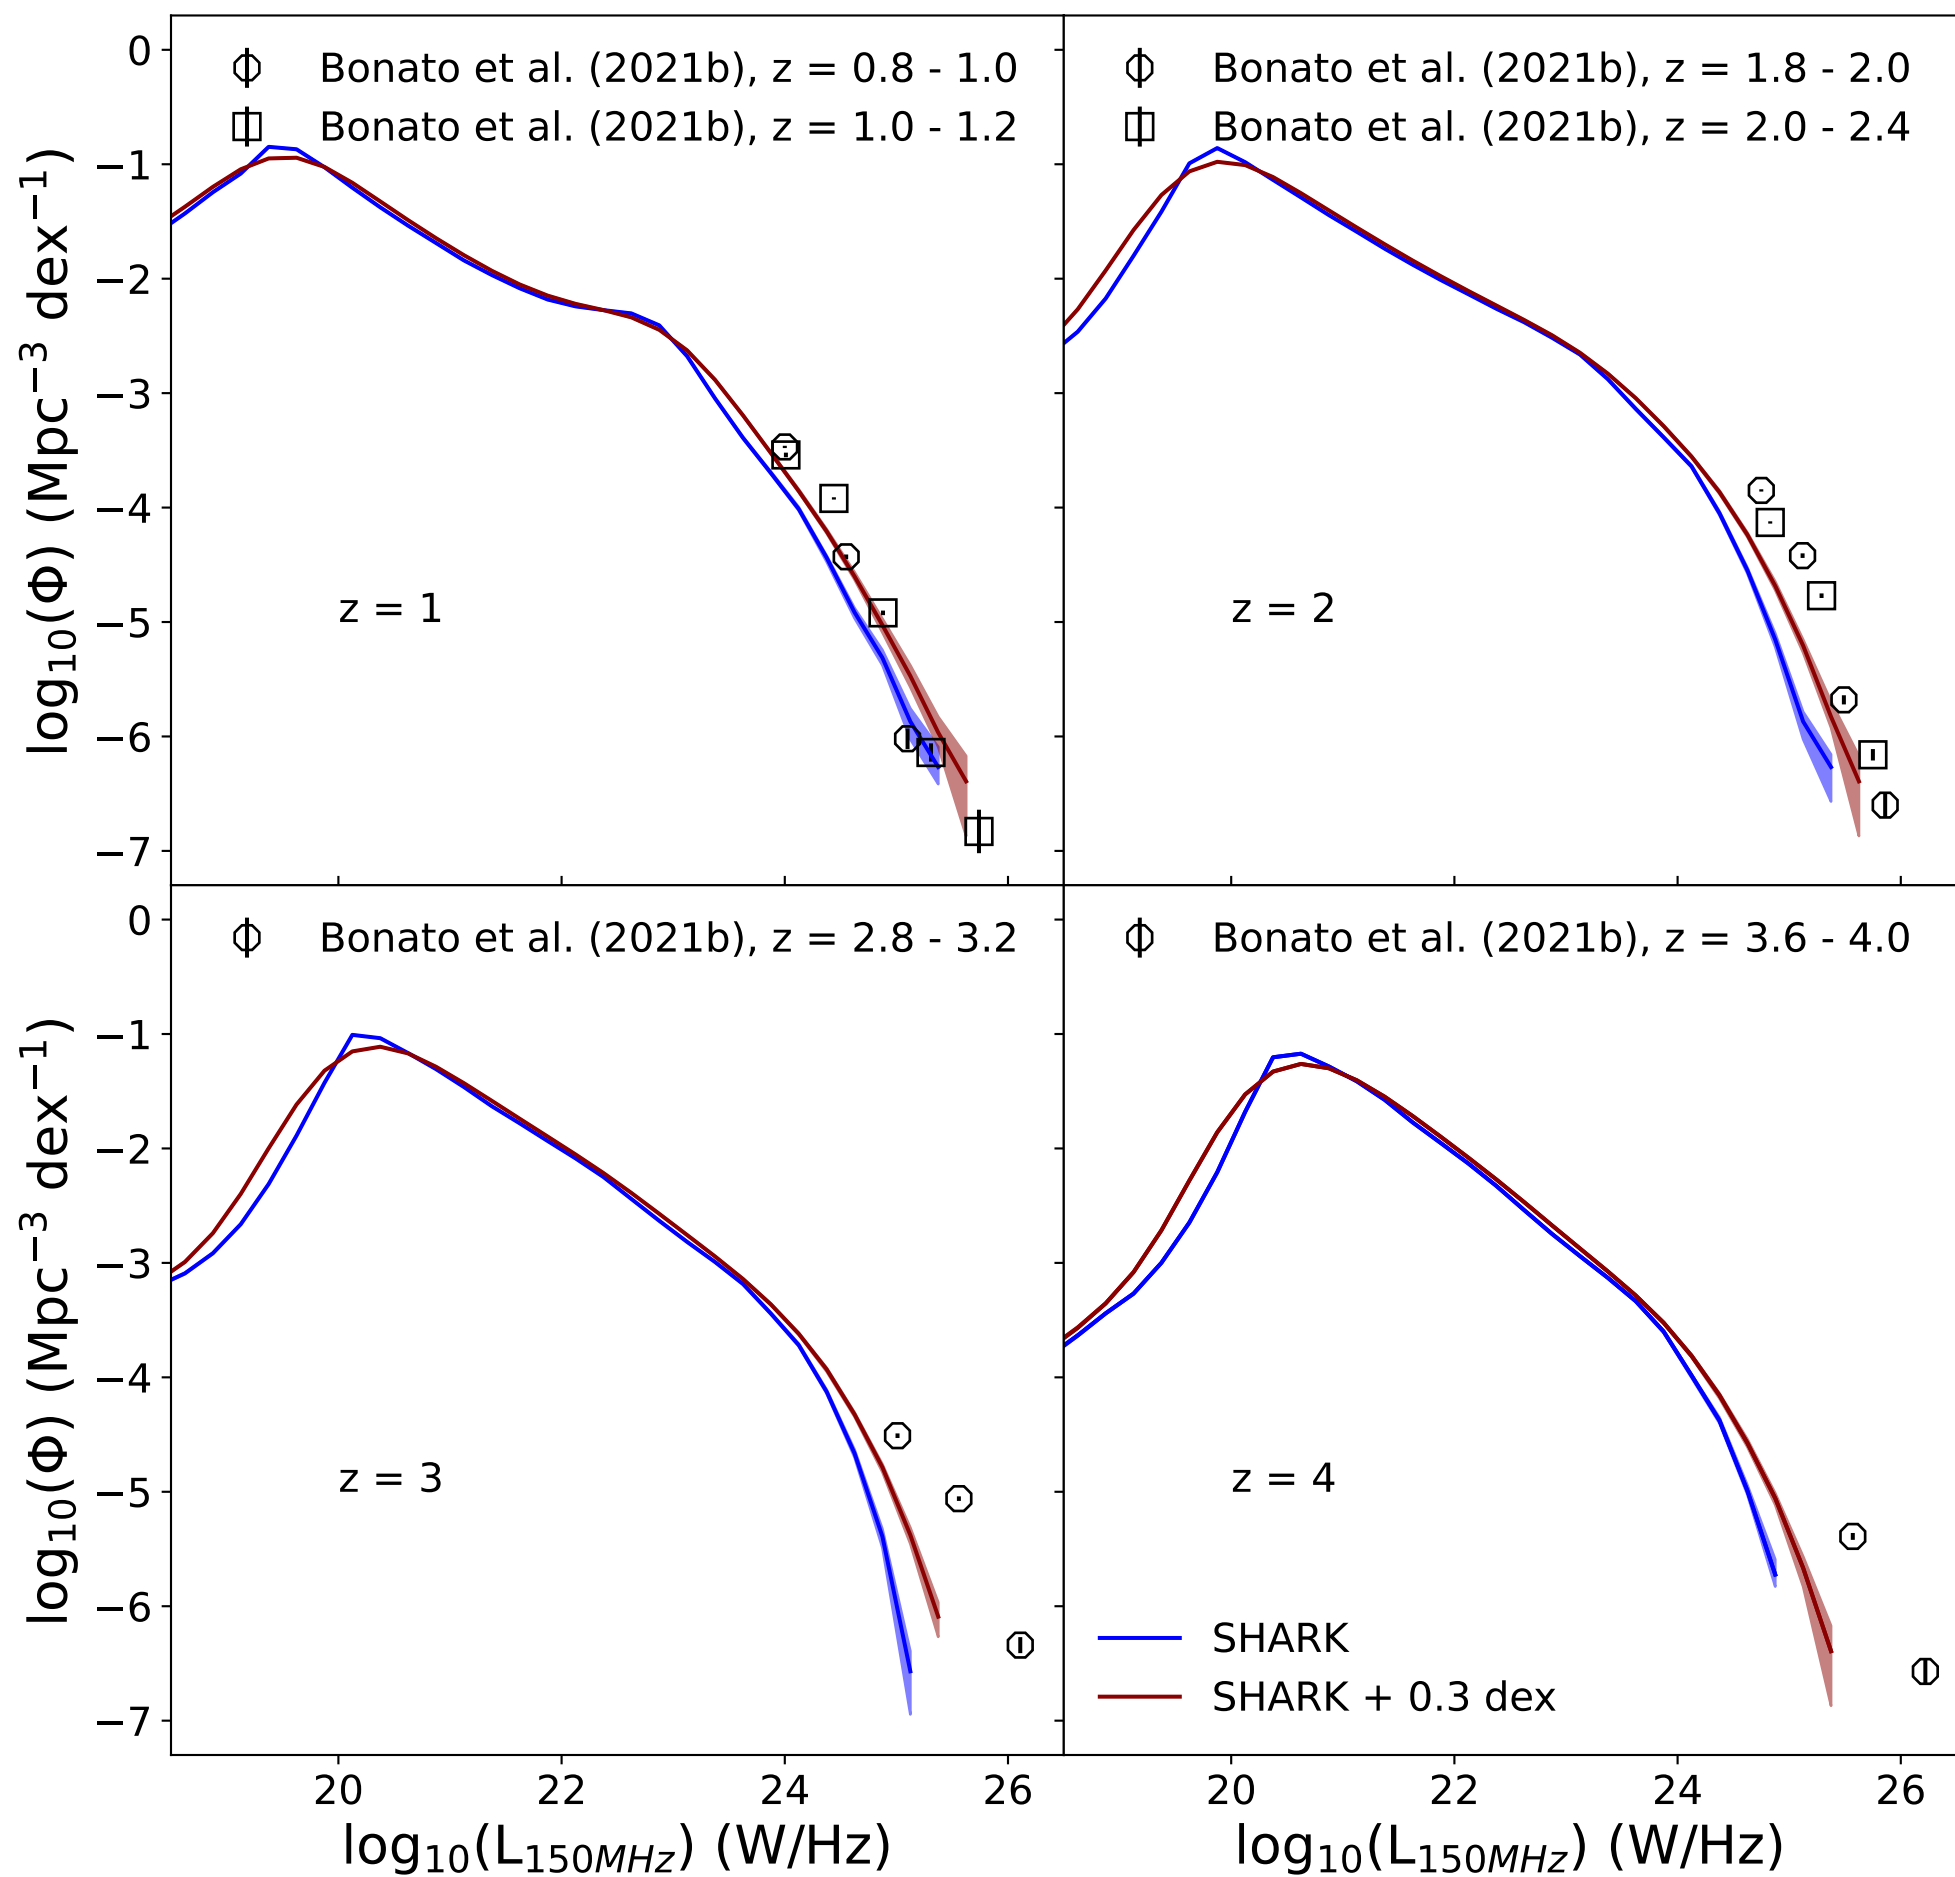 Bonato et al. (2021b), z = 0.8 - 1.0
Bonato et al. (2021b), z = 1.0 - 1.2
Bonato et al. (2021b), z = 1.8 - 2.0
Bonato et al. (2021b), z = 2.0 - 2.4
0
−1
−2
−3
−4
−5
−6
−7
log₁₀(Φ) (Mpc⁻³ dex⁻¹)
z = 1
z = 2
Bonato et al. (2021b), z = 2.8 - 3.2
Bonato et al. (2021b), z = 3.6 - 4.0
0
−1
−2
−3
−4
−5
−6
−7
log₁₀(Φ) (Mpc⁻³ dex⁻¹)
z = 3
z = 4
SHARK
SHARK + 0.3 dex
20 22 24 26
20 22 24 26
log₁₀(L₁₅₀MHz) (W/Hz)
log₁₀(L₁₅₀MHz) (W/Hz)